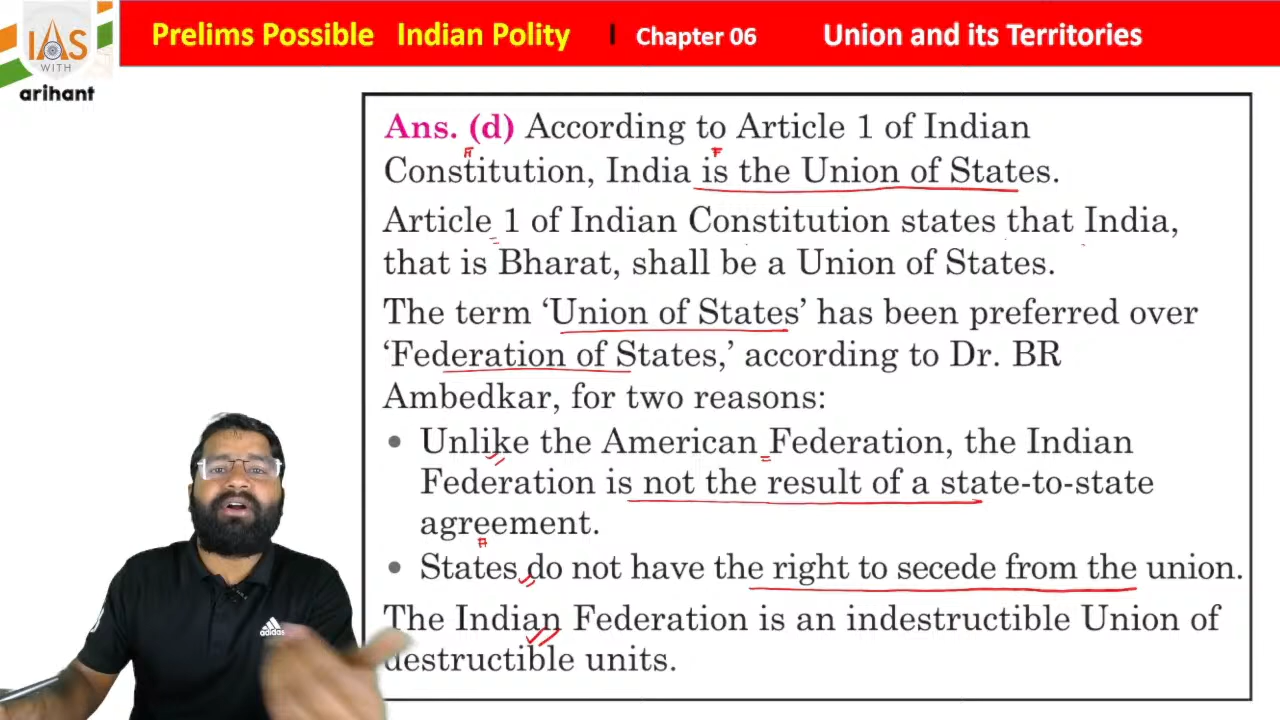 Prelims Possible Indian Polity | Chapter 06 Union and its Territories
IAS
WITH
arihant
Ans. (d) According to Article 1 of Indian
Constitution, India is the Union of States.
Article 1 of Indian Constitution states that India,
that is Bharat, shall be a Union of States.
The term ‘Union of States’ has been preferred over
‘Federation of States,’ according to Dr. BR
Ambedkar, for two reasons:
• Unlike the American Federation, the Indian
Federation is not the result of a state-to-state
agreement.
• States do not have the right to secede from the union.
The Indian Federation is an indestructible Union of
destructible units.
adidas